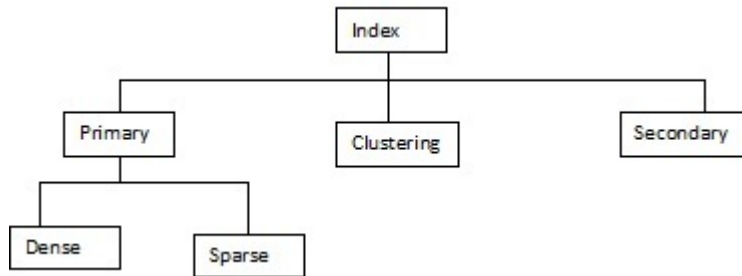 Index
Primary
Clustering
Secondary
Dense
Sparse